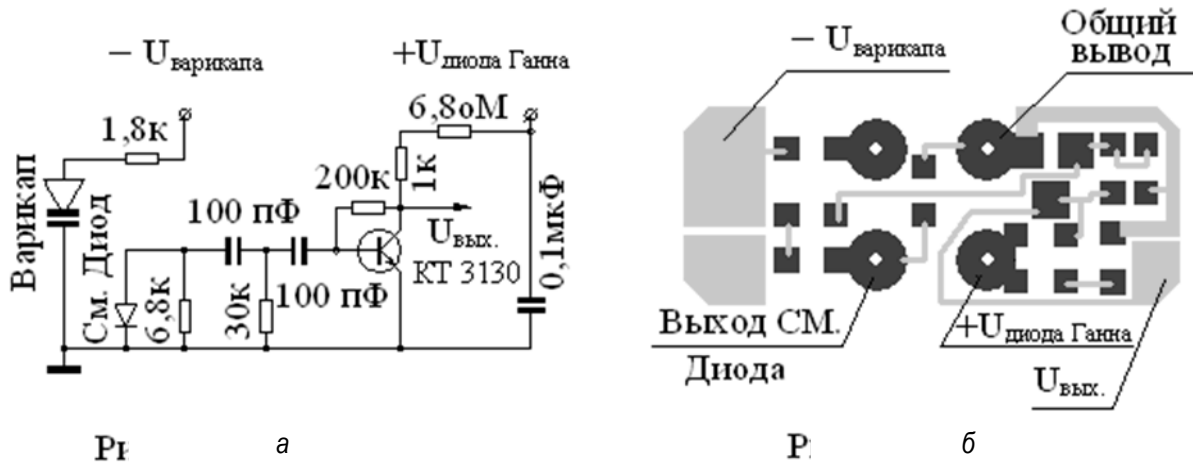 − Uварикапа
+Uдиода Ганна
6,8оМ
1,8к
1к
200к
100 пФ
Uвых.
КТ 3130
100 пФ
0,1мкФ
Варикап
См. Диод
6,8к
30к
а
− Uварикапа
Общий
вывод
Выход СМ.
Диода
+Uдиода Ганна
Uвых.
б